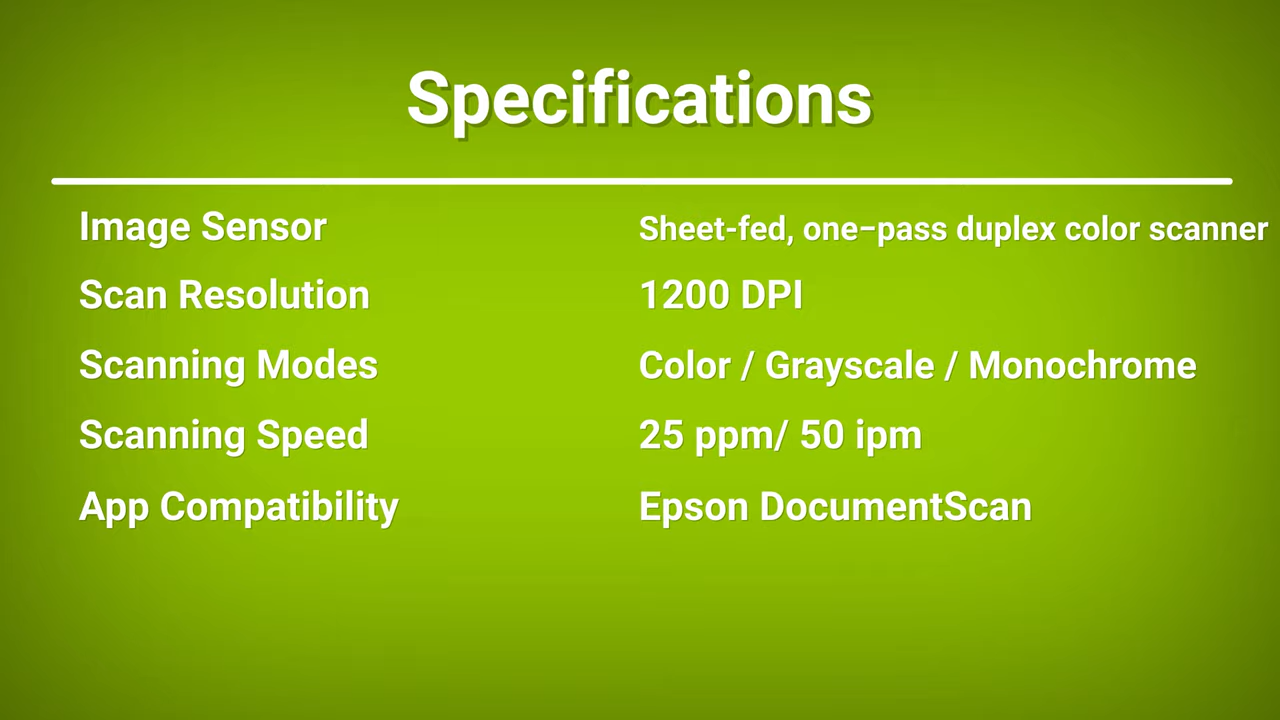 Specifications
Image Sensor Sheet-fed, one–pass duplex color scanner
Scan Resolution 1200 DPI
Scanning Modes Color / Grayscale / Monochrome
Scanning Speed 25 ppm/ 50 ipm
App Compatibility Epson DocumentScan